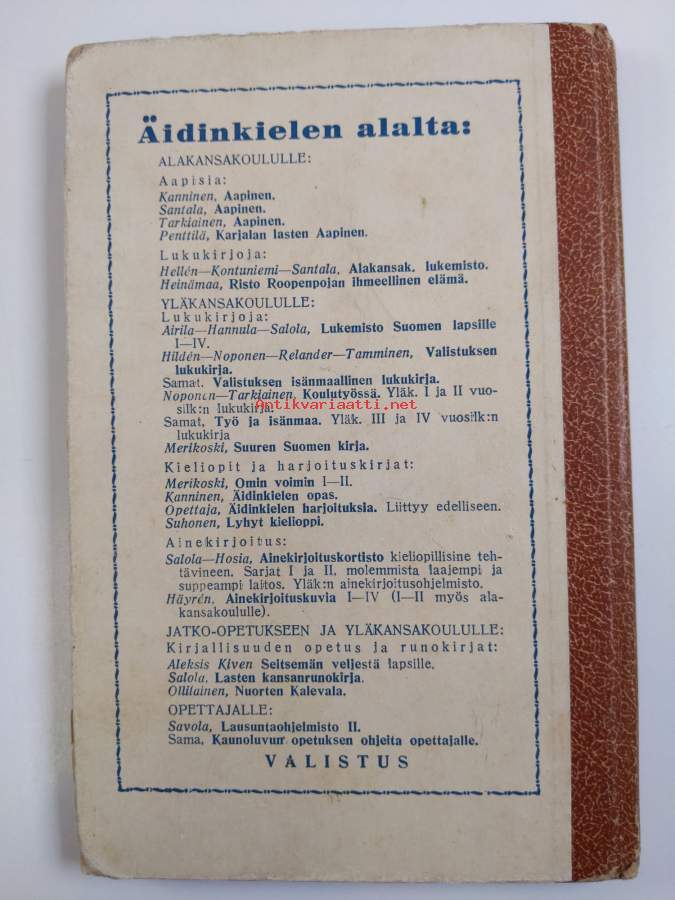 Äidinkielen alalta:
ALAKANSAKOULULLE:
Aapisia:
Kanninen, Aapinen.
Santala, Aapinen.
Tarkiainen, Aapinen.
Penttilä, Karjalan lasten Aapinen.
Lukukirjoja:
Hellén—Kontuniemi—Santala, Alakansak. lukemisto.
Heinämaa, Risto Roopenpojan ihmeellinen elämä.
YLÄKANSAKOULULLE:
Lukukirjoja:
Airila—Hannula—Salola, Lukemisto Suomen lapsille
I—IV.
Hildén—Noponen—Relander—Tamminen, Valistuksen
lukukirja.
Samat, Valistuksen isänmaallinen lukukirja.
Noponen—Tarkiainen, Koulutyössä. Yläk. I ja II vuo-
silk:n lukukirja.
Antikvariaatti.net
Samat, Työ ja isänmaa. Yläk. III ja IV vuosilk:n
lukukirja
Merikoski, Suuren Suomen kirja.
Kieliopit ja harjoituskirjat:
Merikoski, Omin voimin I—II.
Kanninen, Äidinkielen opas.
Opettaja, Äidinkielen harjoituksia. Liittyy edelliseen.
Suhonen, Lyhyt kielioppi.
Ainekirjoitus:
Salola—Hosia, Ainekirjoituskortisto kieliopillisine teh-
tävineen. Sarjat I ja II, molemmista laajempi ja
suppeampi laitos. Yläk:n ainekirjoitusohjelmisto.
Häyrén, Ainekirjoituskuvia I—IV (I—II myös ala-
kansakoululle).
JATKO-OPETUKSEEN JA YLÄKANSAKOULULLE:
Kirjallisuuden opetus ja runokirjat:
Aleksis Kiven Seitsemän veljestä lapsille.
Salola, Lasten kansanrunokirja.
Ollilainen, Nuorten Kalevala.
OPETTAJALLE:
Savola, Lausuntaohjelmisto II.
Sama, Kaunoluvun opetuksen ohjeita opettajalle.
VALISTUS